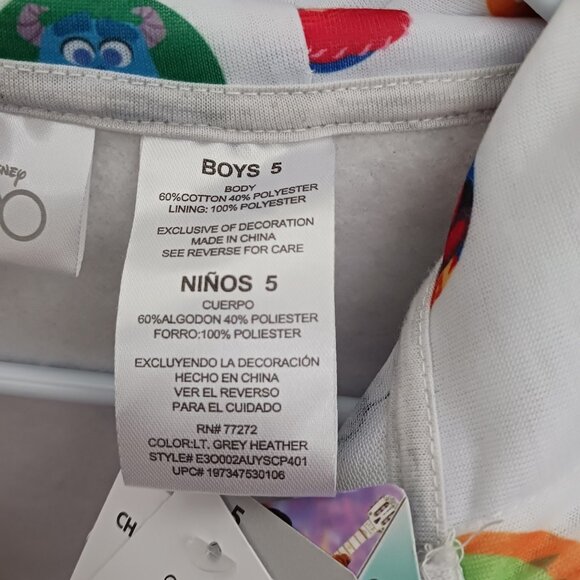 BOYS 5
BODY
60%COTTON 40% POLYESTER
LINING: 100% POLYESTER
EXCLUSIVE OF DECORATION
MADE IN CHINA
SEE REVERSE FOR CARE
NIÑOS 5
CUERPO
60%ALGODON 40% POLIESTER
FORRO:100% POLIESTER
EXCLUYENDO LA DECORACIÓN
HECHO EN CHINA
VER EL REVERSO
PARA EL CUIDADO
RN# 77272
COLOR:LT. GREY HEATHER
STYLE# E3O002AUYSCP401
UPC# 197347530106
CH